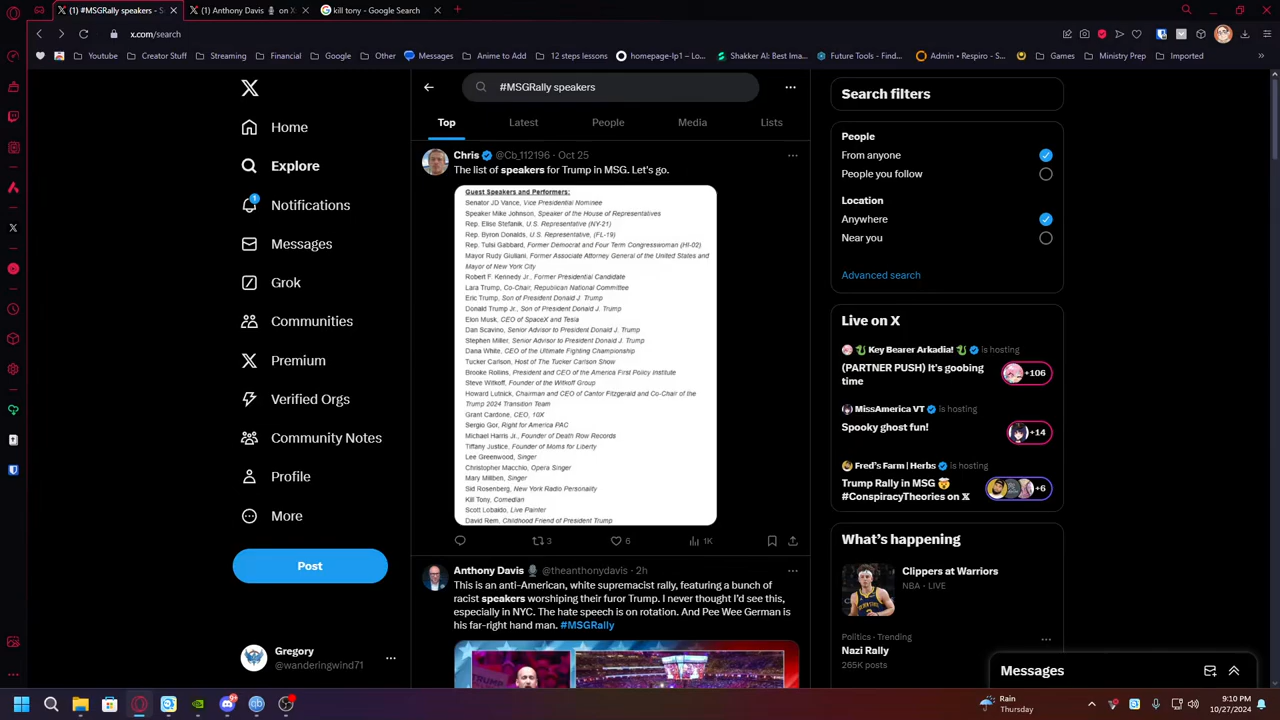 (1) #MSGRally speakers - S
(1) Anthony Davis on X
kill tony - Google Search
x.com/search
Youtube
Creator Stuff
Streaming
Financial
Google
Other
Messages
Anime to Add
12 steps lessons
homepage-lp1 – Lo...
Shakker AI: Best Ima...
Future Tools - Find...
Admin • Respiro - S...
Games
Ministry Prep
Imported
Home
Explore
1
Notifications
Messages
Grok
Communities
Premium
Verified Orgs
Community Notes
Profile
More
Post
Gregory
@wanderingwind71
#MSGRally speakers
Top
Latest
People
Media
Lists
Chris @Cb_112196 · Oct 25
The list of speakers for Trump in MSG. Let's go.
Guest Speakers and Performers:
Senator JD Vance, Vice Presidential Nominee
Speaker Mike Johnson, Speaker of the House of Representatives
Rep. Elise Stefanik, U.S. Representative (NY-21)
Rep. Byron Donalds, U.S. Representative, (FL-19)
Rep. Tulsi Gabbard, Former Democrat and Four Term Congresswoman (HI-02)
Mayor Rudy Giuliani, Former Associate Attorney General of the United States and
Mayor of New York City
Robert F. Kennedy Jr., Former Presidential Candidate
Lara Trump, Co-Chair, Republican National Committee
Eric Trump, Son of President Donald J. Trump
Donald Trump Jr., Son of President Donald J. Trump
Elon Musk, CEO of SpaceX and Tesla
Dan Scavino, Senior Advisor to President Donald J. Trump
Stephen Miller, Senior Advisor to President Donald J. Trump
Dana White, CEO of the Ultimate Fighting Championship
Tucker Carlson, Host of The Tucker Carlson Show
Brooke Rollins, President and CEO of the America First Policy Institute
Steve Witkoff, Founder of the Witkoff Group
Howard Lutnick, Chairman and CEO of Cantor Fitzgerald and Co-Chair of the
Trump 2024 Transition Team
Grant Cardone, CEO, 10X
Sergio Gor, Right for America PAC
Michael Harris Jr., Founder of Death Row Records
Tiffany Justice, Founder of Moms for Liberty
Lee Greenwood, Singer
Christopher Macchio, Opera Singer
Mary Millben, Singer
Sid Rosenberg, New York Radio Personality
Kill Tony, Comedian
Scott Lobaido, Live Painter
David Rem, Childhood Friend of President Trump
3
6
1K
Anthony Davis @theanthonydavis · 2h
This is an anti-American, white supremacist rally, featuring a bunch of
racist speakers worshiping their furor Trump. I never thought I'd see this,
especially in NYC. The hate speech is on rotation. And Pee Wee German is
his far-right hand man. #MSGRally
Search filters
People
From anyone
People you follow
Location
Anywhere
Near you
Advanced search
Live on X
Key Berry Amedia! is hosting
(PARTNER PUSH) It's goobing
time
+106
MissAmerica VT is hosting
Spooky ghost fun!
+14
Fred's Farm | Herbs is hosting
Trump Rally in MSG w/
#ConspiracyThese on X
+6
What's happening
Clippers at Warriors
NBA · LIVE
Politics · Trending
Nazi Rally
265K posts
Messages
9+
Rain
Thursday
9:10 PM
10/27/2024